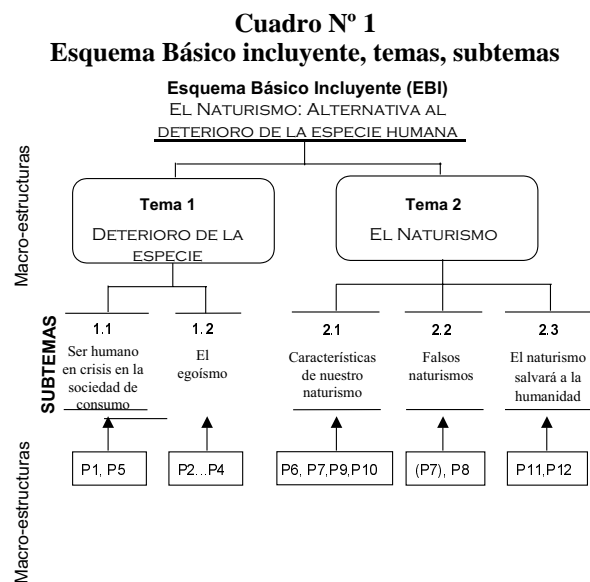 Cuadro Nº 1
Esquema Básico incluyente, temas, subtemas
Esquema Básico Incluyente (EBI)
EL NATURISMO: ALTERNATIVA AL
DETERIORO DE LA ESPECIE HUMANA
Macro-estructuras
Tema 1
DETERIORO DE LA
ESPECIE
Tema 2
EL NATURISMO
SUBTEMAS
1.1
Ser humano
en crisis en la
sociedad de
consumo
1.2
El
egoísmo
2.1
Características
de nuestro
naturismo
2.2
Falsos
naturismos
2.3
El naturismo
salvará a la
humanidad
Macro-estructuras
P1, P5
P2...P4
P6, P7,P9,P10
(P7), P8
P11,P12